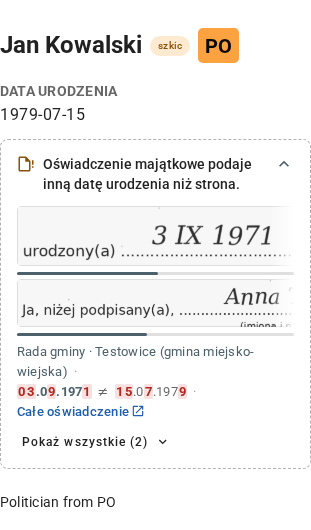 Jan Kowalski szkic PO
DATA URODZENIA
1979-07-15
Oświadczenie majątkowe podaje
inną datę urodzenia niż strona.
3 IX 1971
urodzony(a)
Anna
Ja, niżej podpisany(a),
Rada gminy · Testowice (gmina miejsko-
wiejska) ·
03.09.1971 ≠ 15.07.1979 ·
Całe oświadczenie
Pokaż wszystkie (2)
Politician from PO